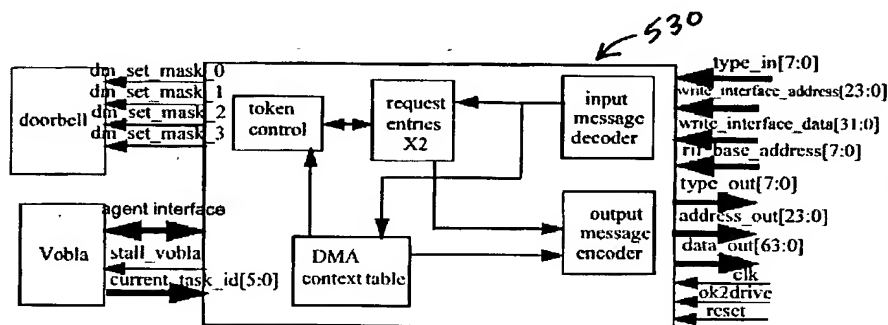 530
dm_set_mask_0
dm_set_mask_1
dm_set_mask_2
dm_set_mask_3
doorbell
token
control
request
entries
X2
input
message
decoder
type_in[7:0]
write_interface_address[23:0]
write_interface_data[31:0]
rif_base_address[7:0]
type_out[7:0]
address_out[23:0]
data_out[63:0]
clk
ok2drive
reset
agent interface
Vobla
stall_vobla
current_task_id[5:0]
DMA
context table
output
message
encoder